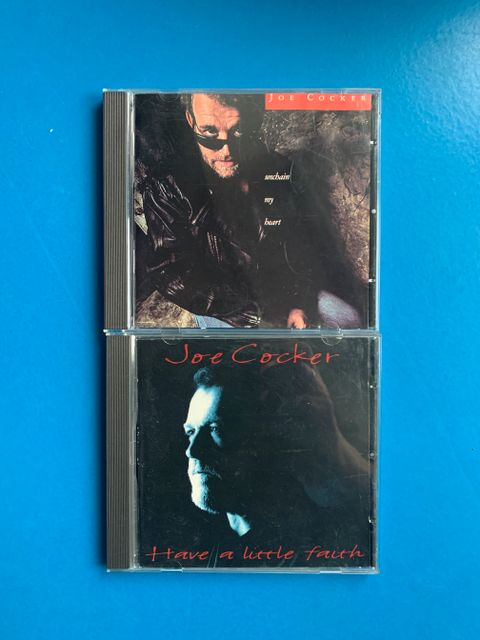 JOE COCKER
unchain
my
heart
Joe Cocker
Have a little faith